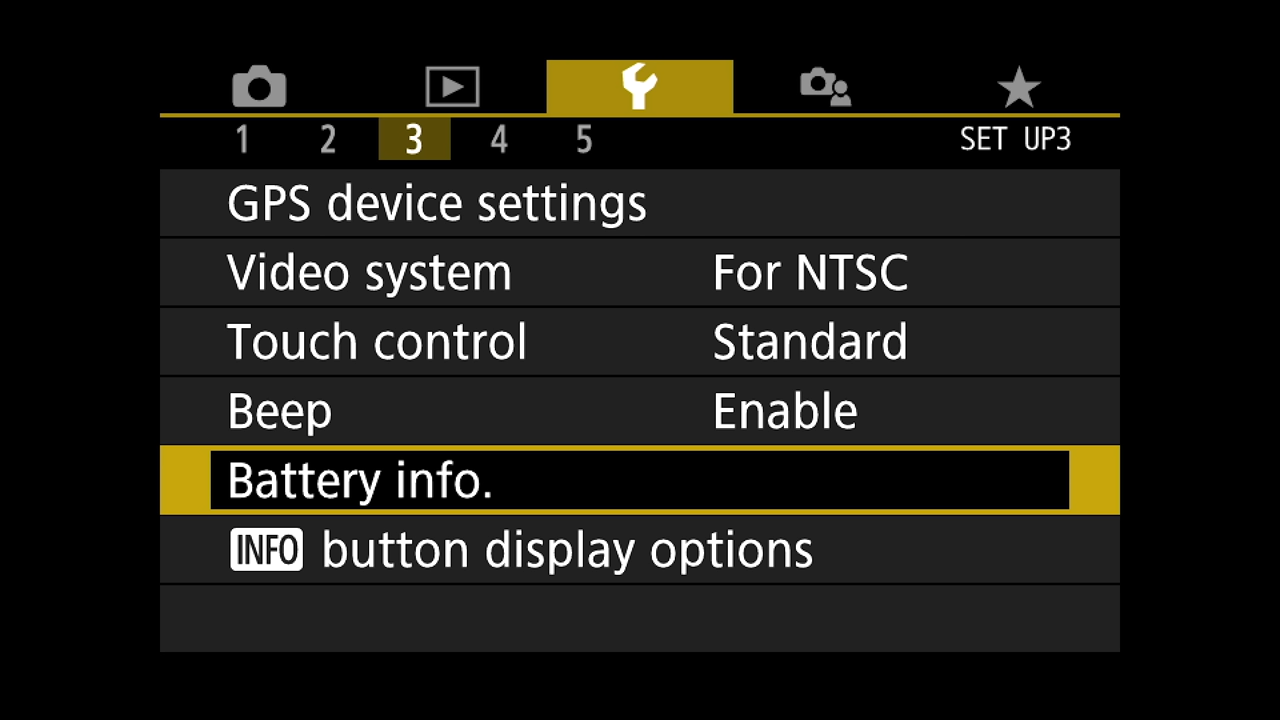 1 2 3 4 5 SET UP3
GPS device settings
Video system For NTSC
Touch control Standard
Beep Enable
Battery info.
INFO button display options